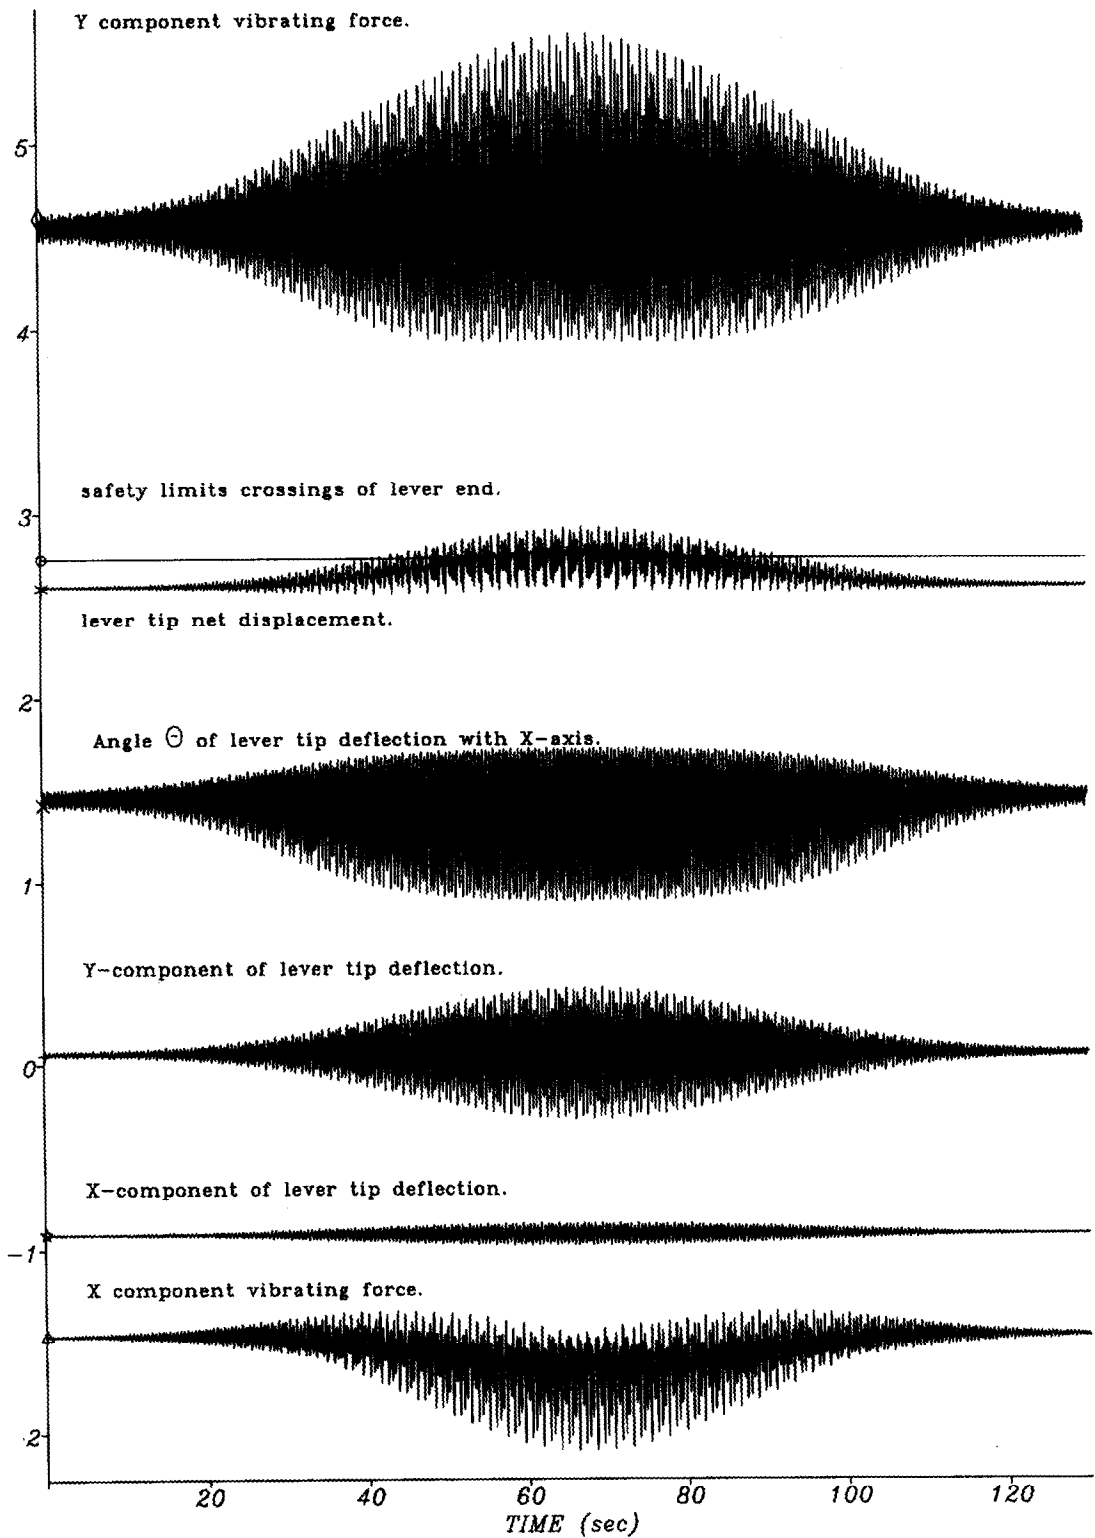 Y component vibrating force.
5
4
safety limits crossings of lever end.
3
lever tip net displacement.
2
Angle Θ of lever tip deflection with X-axis.
1
Y-component of lever tip deflection.
0
X-component of lever tip deflection.
-1
X component vibrating force.
-2
20 40 60 80 100 120
TIME (sec)